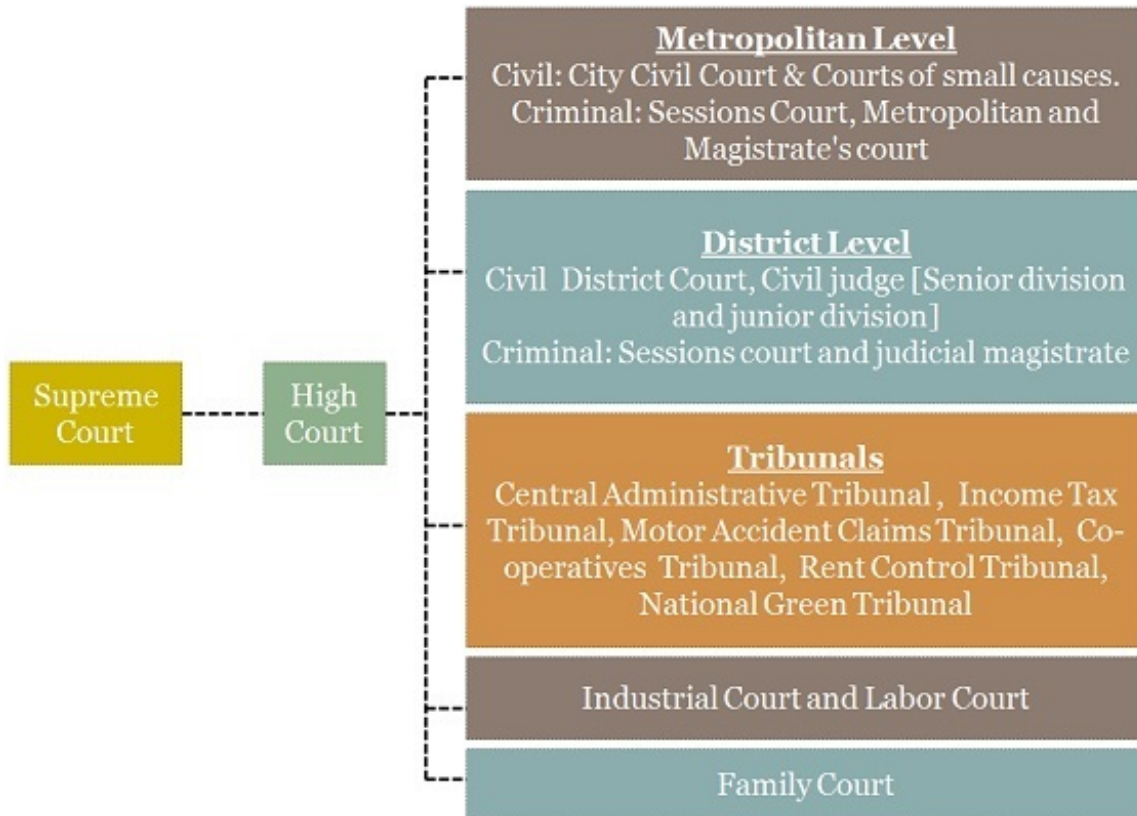 Metropolitan Level
Civil: City Civil Court & Courts of small causes.
Criminal: Sessions Court, Metropolitan and
Magistrate's court
District Level
Civil District Court, Civil judge [Senior division
and junior division]
Criminal: Sessions court and judicial magistrate
Supreme
Court
High
Court
Tribunals
Central Administrative Tribunal , Income Tax
Tribunal, Motor Accident Claims Tribunal, Co-
operatives Tribunal, Rent Control Tribunal,
National Green Tribunal
Industrial Court and Labor Court
Family Court